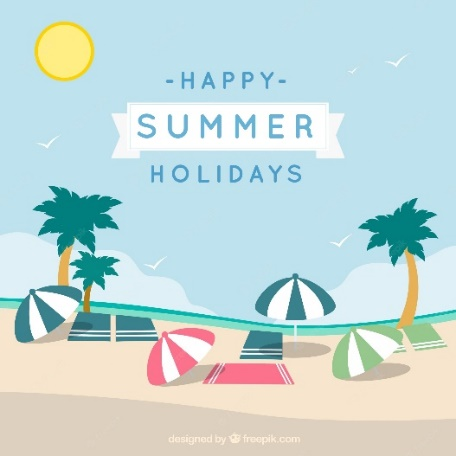 -HAPPY-
SUMMER
HOLIDAYS
designed by freepik.com